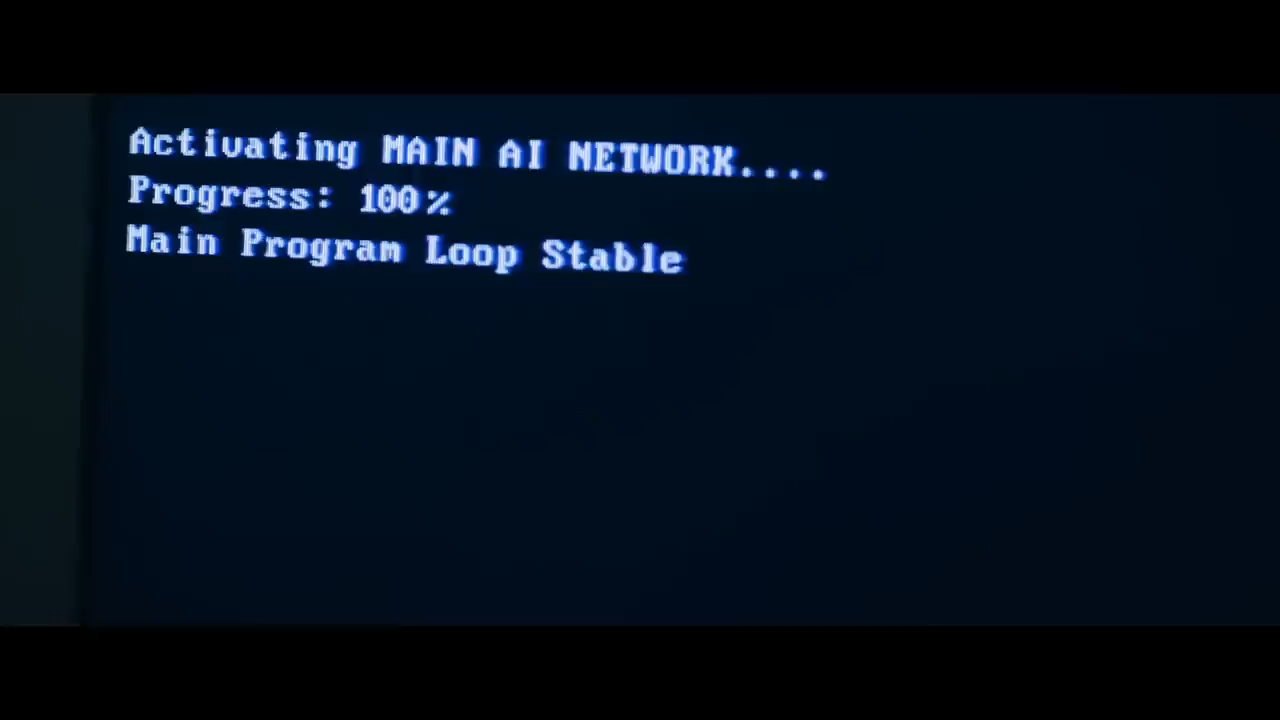 Activating MAIN AI NETWORK....
Progress: 100%
Main Program Loop Stable